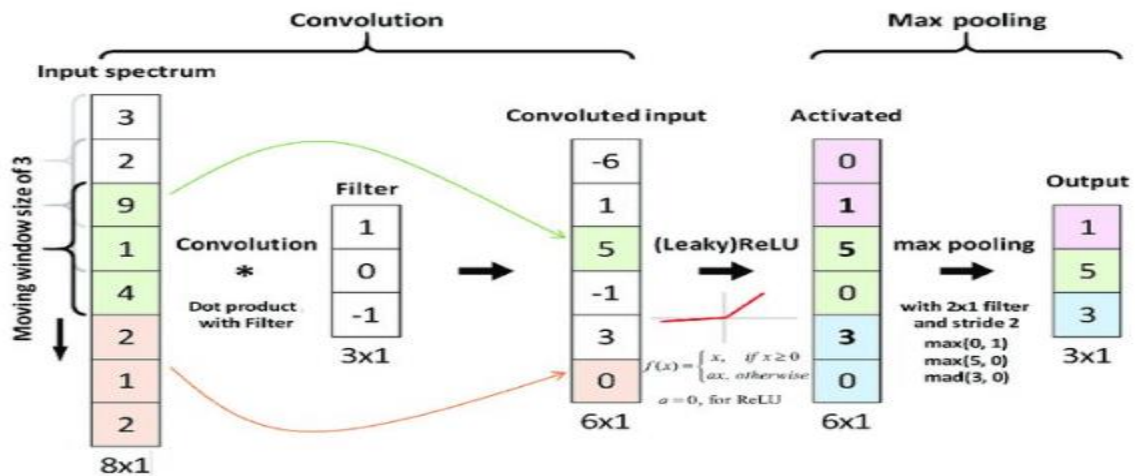 Convolution
Max pooling
Input spectrum
Moving window size of 3
3
2
9
1
4
2
1
2
8x1
Convolution
*
Dot product
with Filter
Filter
1
0
-1
3x1
Convoluted input
-6
1
5
-1
3
0
6x1
(Leaky)ReLU
f(x) = { x, if x ≥ 0
ax, otherwise
a = 0, for ReLU
Activated
0
1
5
0
3
0
6x1
max pooling
with 2x1 filter
and stride 2
max(0, 1)
max(5, 0)
mad(3, 0)
Output
1
5
3
3x1